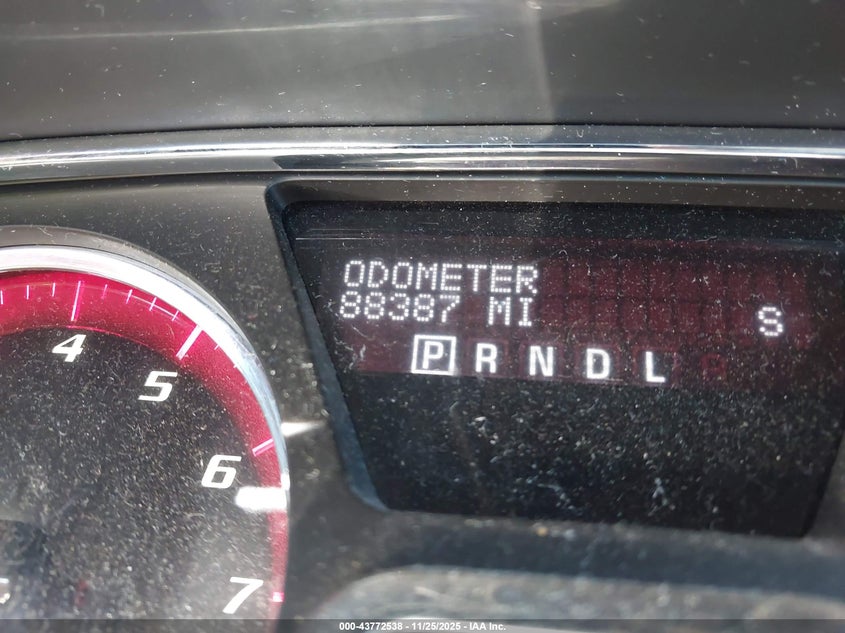 ODOMETER
88387 MI
S
P R N D L
4
5
6
7
000-43772538 - 11/25/2025 - IAA Inc.